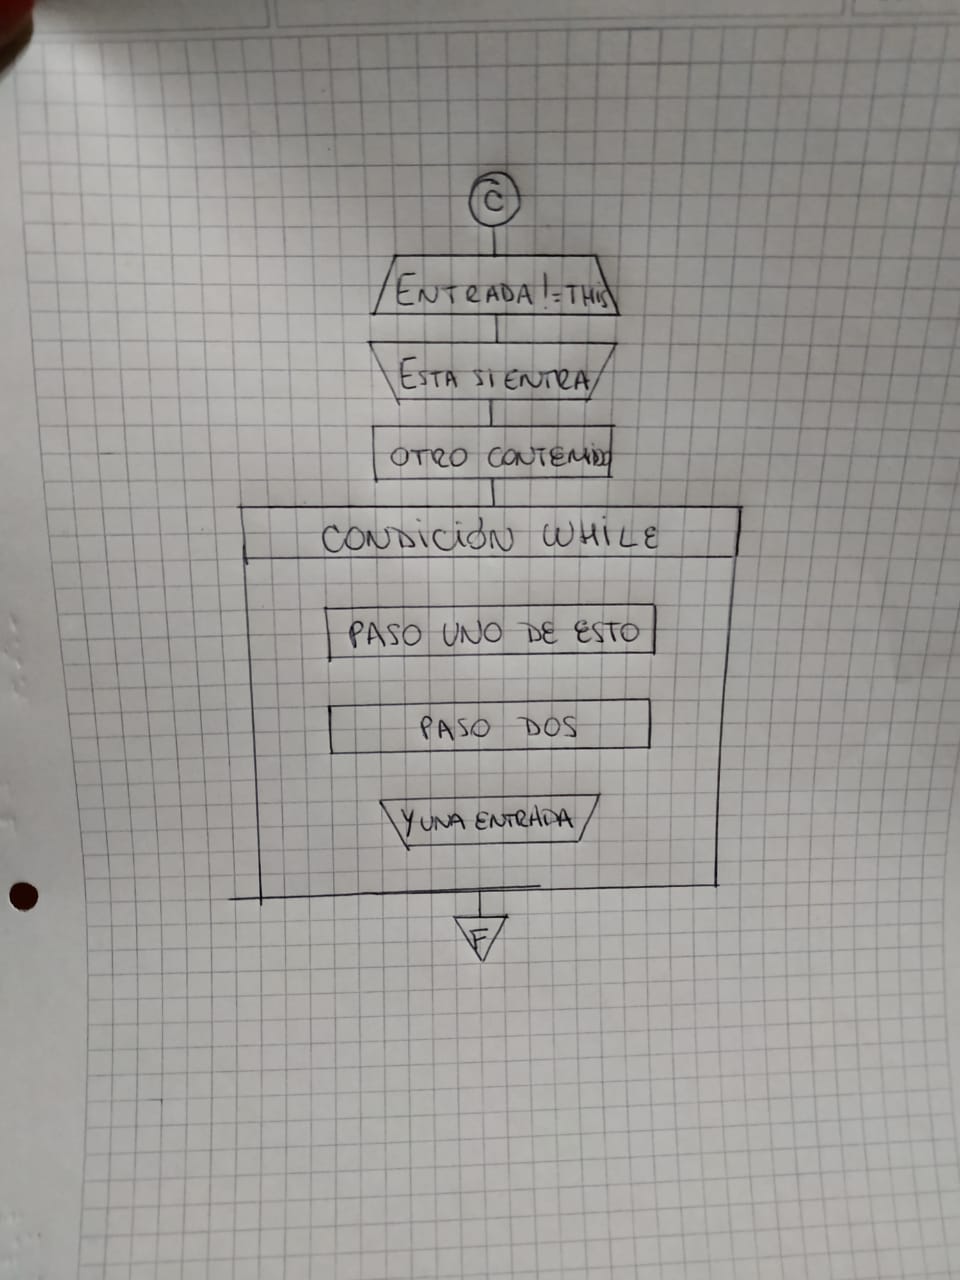 C
ENTRADA != THIS
ESTA SI ENTRA
OTRO CONTENIDO
CONDICIÓN WHILE
PASO UNO DE ESTO
PASO DOS
Y UNA ENTRADA
F